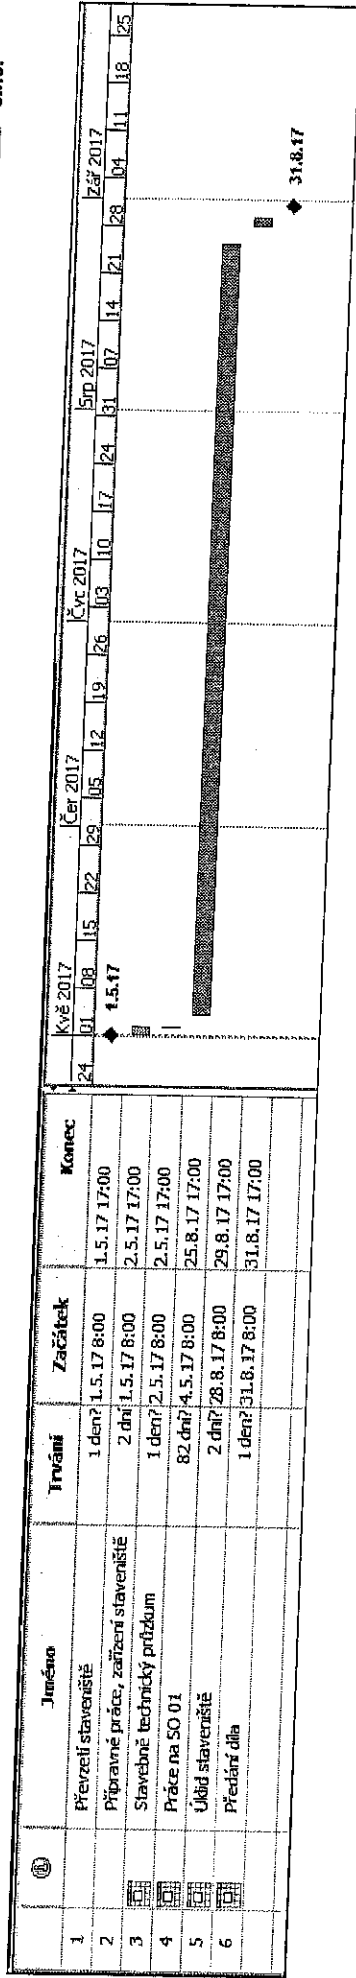 Jméno Trvání Začátek Konec
1 Převzetí staveniště 1 den? 1.5.17 8:00 1.5.17 17:00
2 Přípravné práce, zařízení staveniště 2 dní 1.5.17 8:00 2.5.17 17:00
3 Stavebně technický průzkum 1 den? 2.5.17 8:00 2.5.17 17:00
4 Práce na SO 01 82 dní? 4.5.17 8:00 25.8.17 17:00
5 Úklid staveniště 2 dní? 28.8.17 8:00 29.8.17 17:00
6 Předání díla 1 den? 31.8.17 8:00 31.8.17 17:00
Kvě 2017 Čer 2017 Čvc 2017 Srp 2017 Zář 2017
24 01 08 15 22 29 05 12 19 26 03 10 17 24 31 07 14 21 28 04 11 18 25
1.5.17
31.8.17